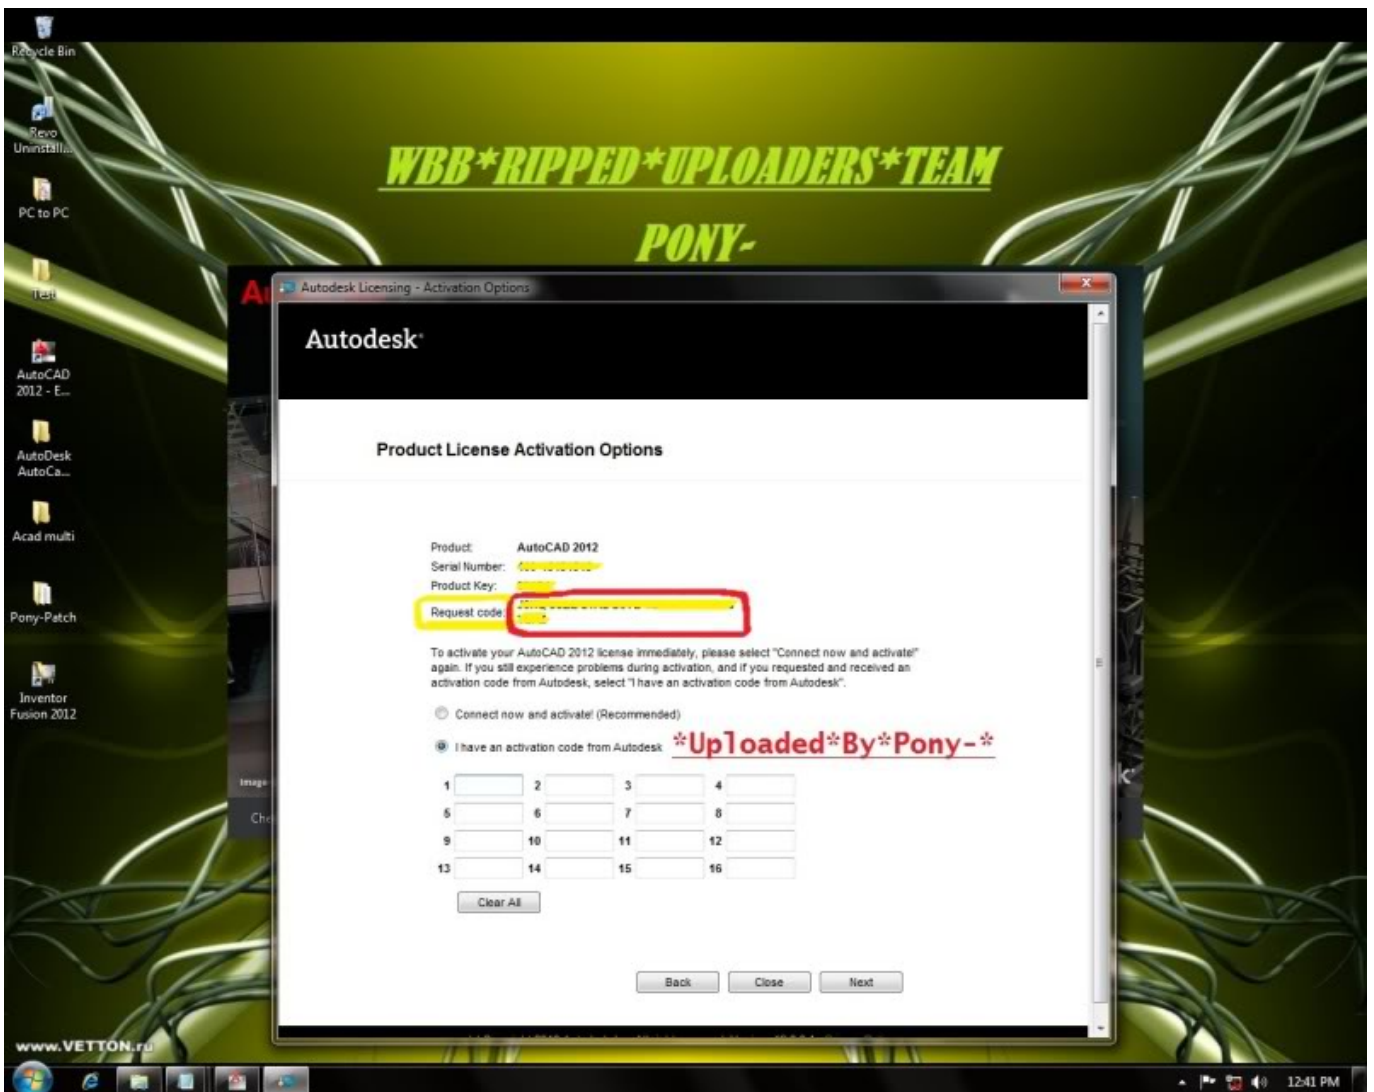 Recycle Bin
Revo
Uninstall...
PC to PC
Test
AutoCAD
2012 - E...
AutoDesk
AutoCa...
Acad multi
Pony-Patch
Inventor
Fusion 2012
WBB*RIPPED*UPLOADERS*TEAM
PONY-
Autodesk Licensing - Activation Options
Autodesk
Product License Activation Options
Product: AutoCAD 2012
Serial Number:
Product Key:
Request code:
To activate your AutoCAD 2012 license immediately, please select "Connect now and activate!"
again. If you still experience problems during activation, and if you requested and received an
activation code from Autodesk, select "I have an activation code from Autodesk".
Connect now and activate! (Recommended)
I have an activation code from Autodesk *Uploaded*By*Pony-*
1 2 3 4
5 6 7 8
9 10 11 12
13 14 15 16
Clear All
Back Close Next
www.VETTON.ru
12:41 PM